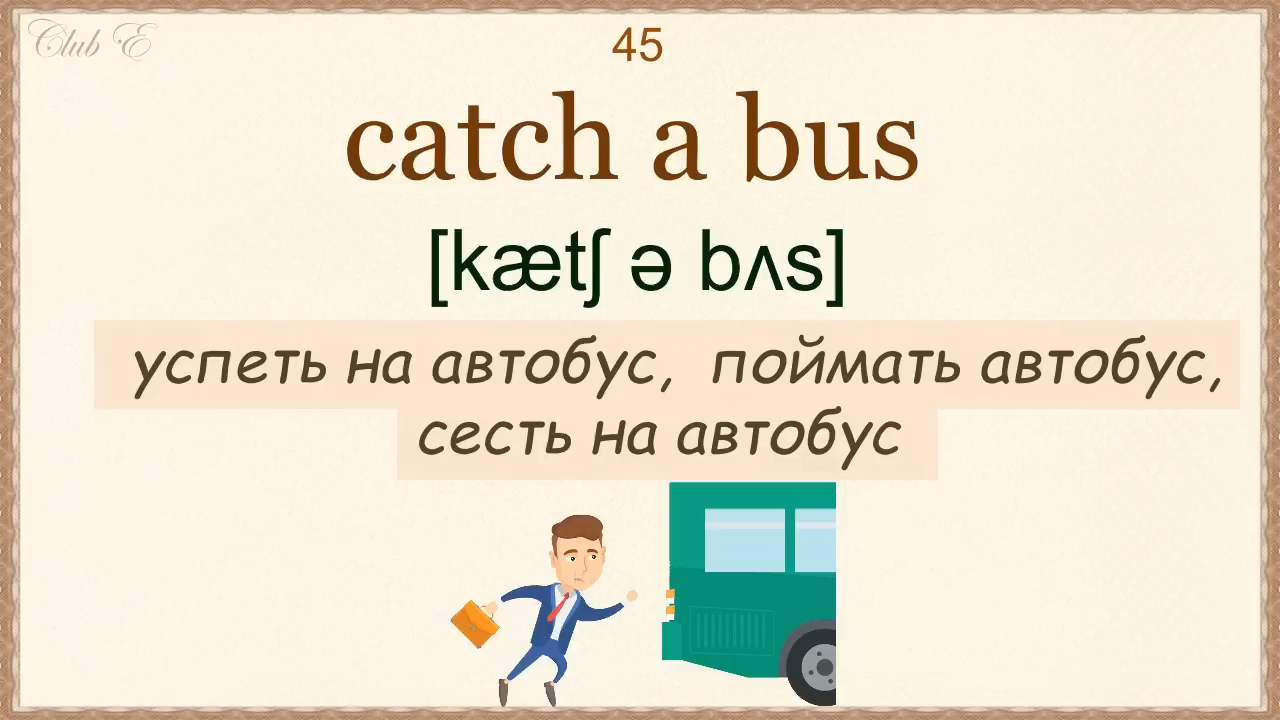 Club E
45
catch a bus
[kætʃ ə bʌs]
успеть на автобус, поймать автобус,
сесть на автобус